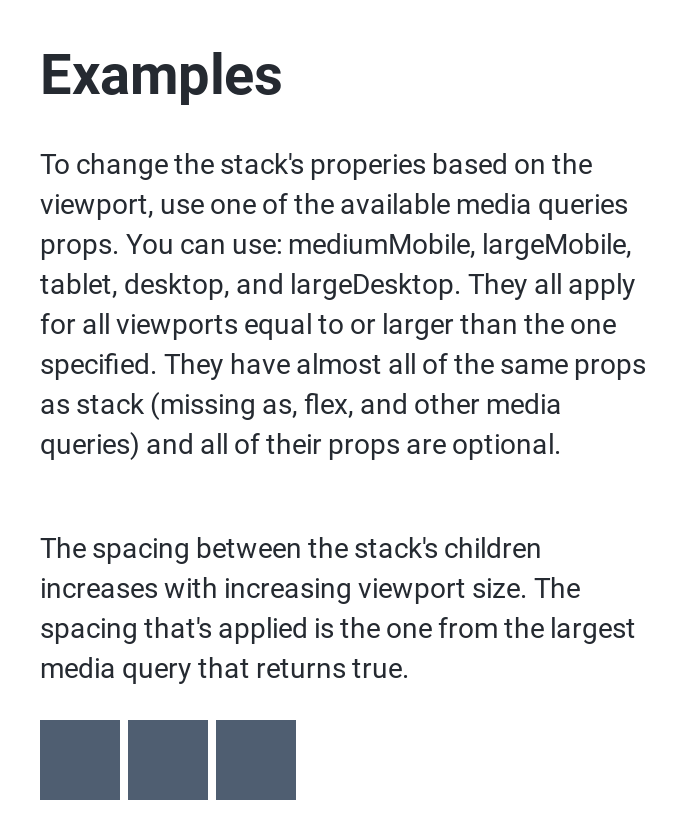 Examples
To change the stack's properies based on the
viewport, use one of the available media queries
props. You can use: mediumMobile, largeMobile,
tablet, desktop, and largeDesktop. They all apply
for all viewports equal to or larger than the one
specified. They have almost all of the same props
as stack (missing as, flex, and other media
queries) and all of their props are optional.
The spacing between the stack's children
increases with increasing viewport size. The
spacing that's applied is the one from the largest
media query that returns true.